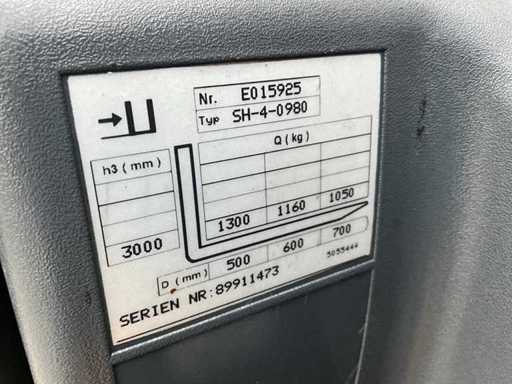 Nr. E015925
Typ SH-4-0980
h3 (mm)
Q (kg)
3000 1300 1160 1050
D (mm) 500 600 700
5055444
SERIEN NR: 89911473